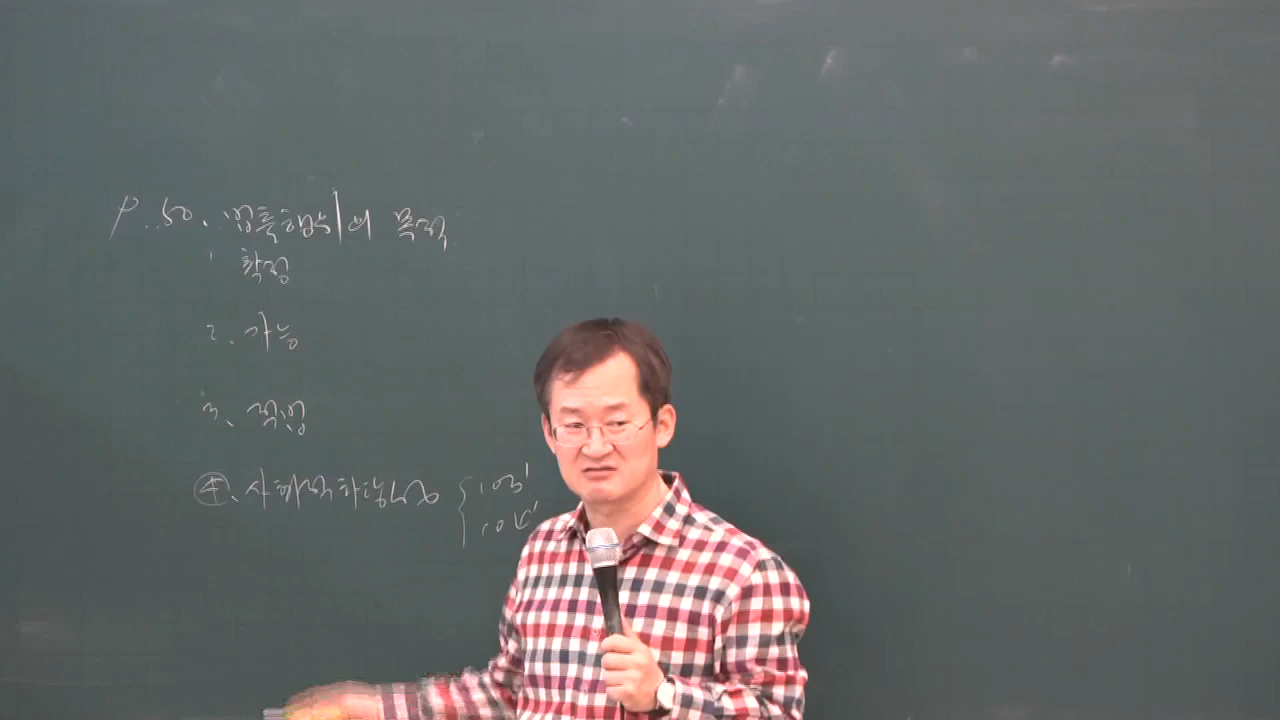 P. 50. 법률행위의 목적
1 확정
2. 가능
3. 적법
④. 사회적타당성 { 103'
104'